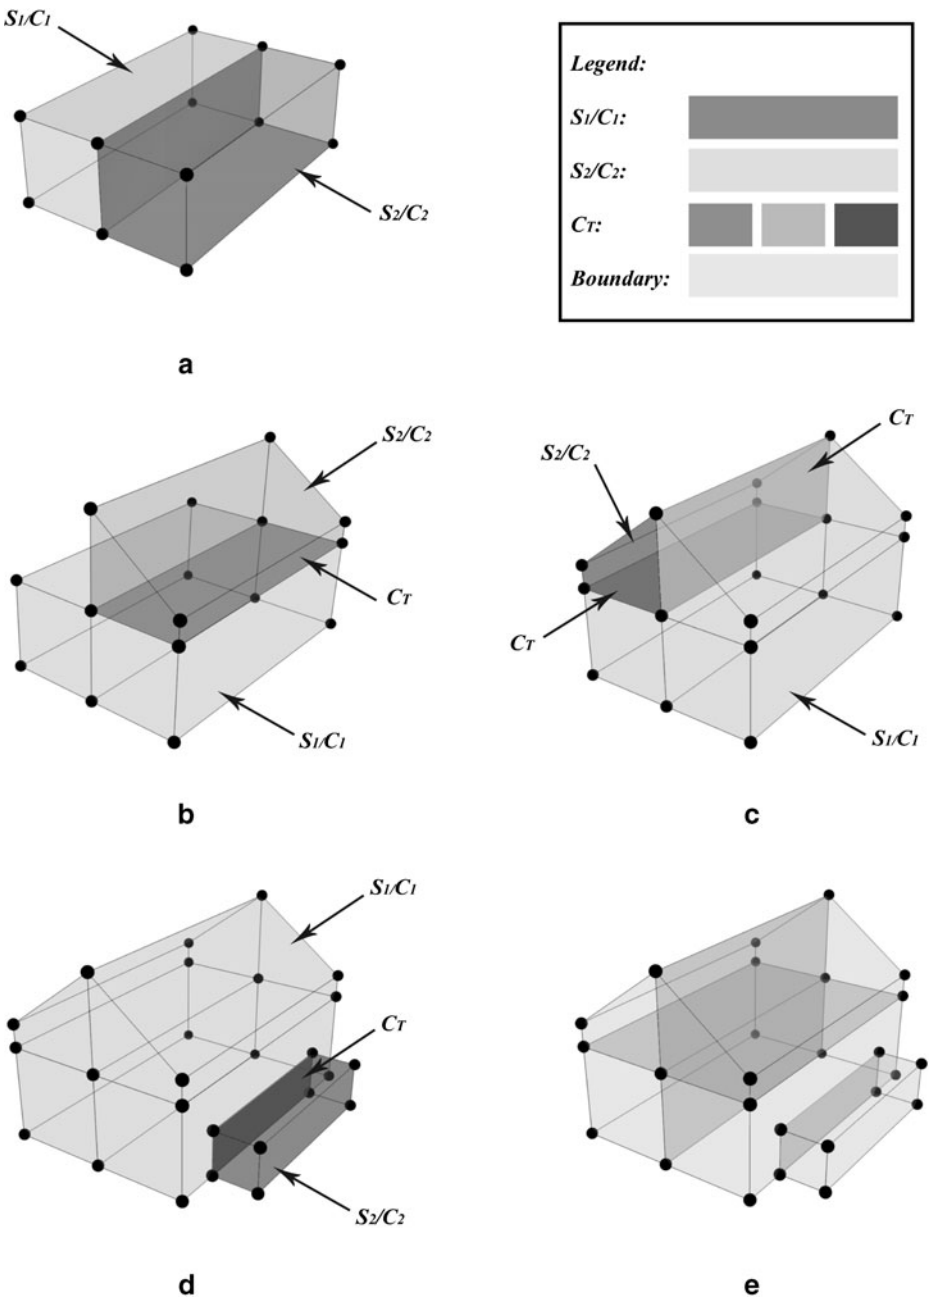 S1/C1
S2/C2
a
Legend:
S1/C1:
S2/C2:
CT:
Boundary:
S2/C2
CT
S1/C1
b
CT
S2/C2
CT
S1/C1
c
S1/C1
CT
S2/C2
d
e